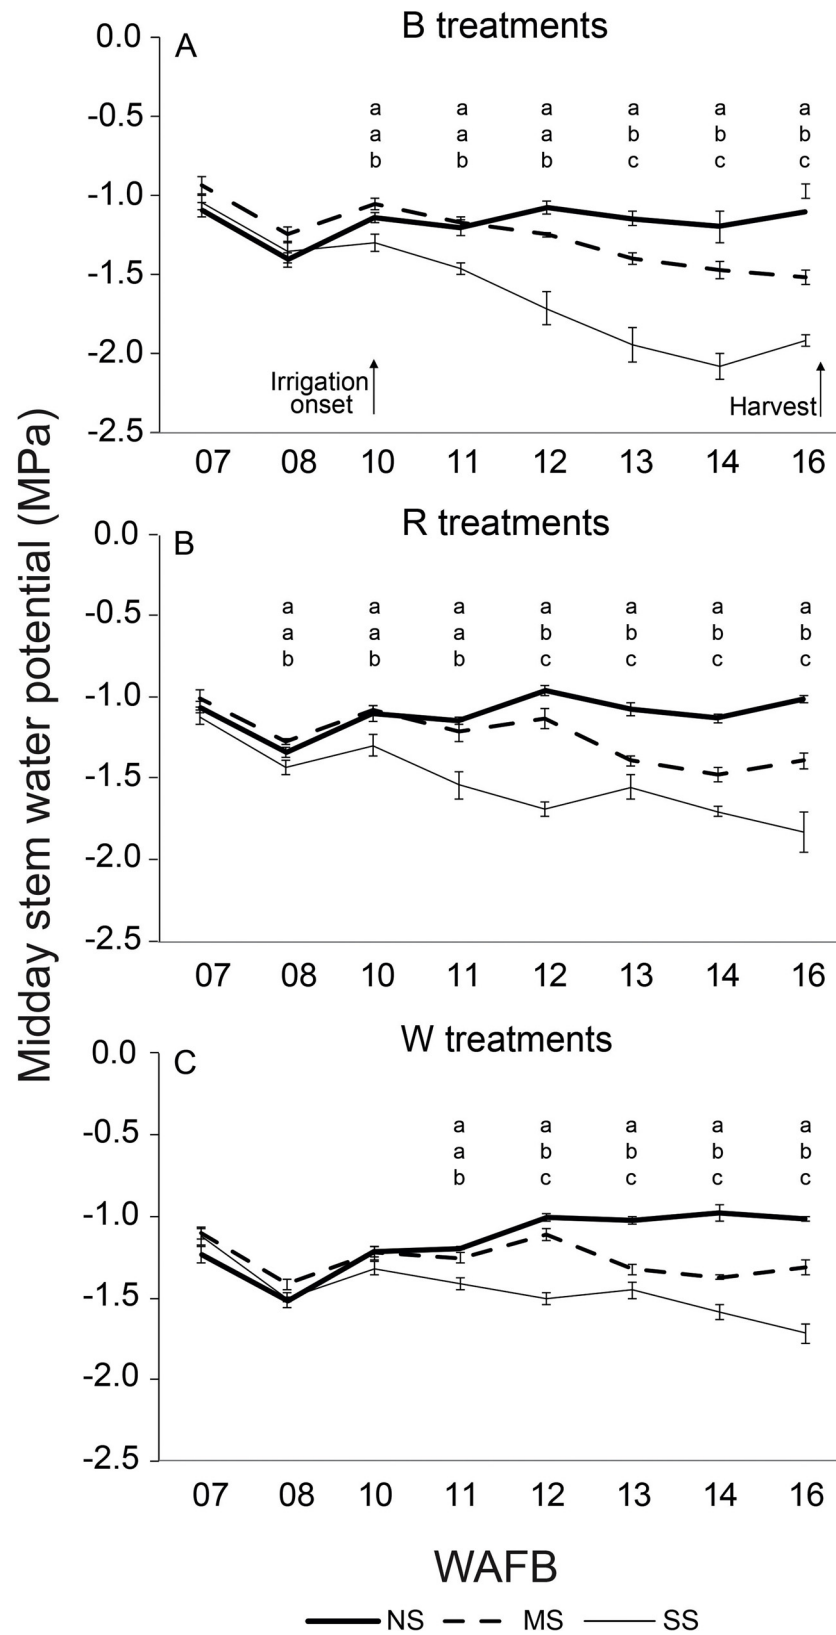 B treatments
A
0.0
-0.5
-1.0
-1.5
-2.0
-2.5
a a a a a a
a a a b b b
b b b c c c
Irrigation
onset
Harvest
07 08 10 11 12 13 14 16
R treatments
B
0.0
-0.5
-1.0
-1.5
-2.0
-2.5
a a a a a a a
a a a b b b b
b b b c c c c
07 08 10 11 12 13 14 16
W treatments
C
0.0
-0.5
-1.0
-1.5
-2.0
-2.5
a a a a a
a b b b b
b c c c c
07 08 10 11 12 13 14 16
Midday stem water potential (MPa)
WAFB
NS MS SS